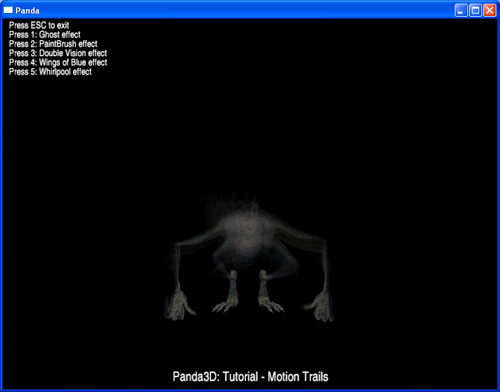 Panda
Press ESC to exit
Press 1: Ghost effect
Press 2: PaintBrush effect
Press 3: Double Vision effect
Press 4: Wings of Blue effect
Press 5: Whirlpool effect
Panda3D: Tutorial - Motion Trails